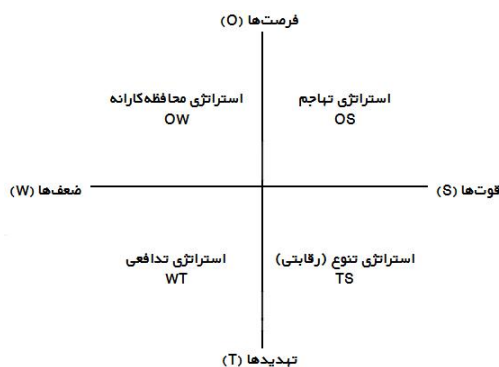 فرصت‌ها (O)
استراتژی تهاجم
OS
استراتژی محافظه‌کارانه
OW
قوت‌ها (S)
ضعف‌ها (W)
استراتژی تنوع (رقابتی)
TS
استراتژی تدافعی
WT
تهدیدها (T)